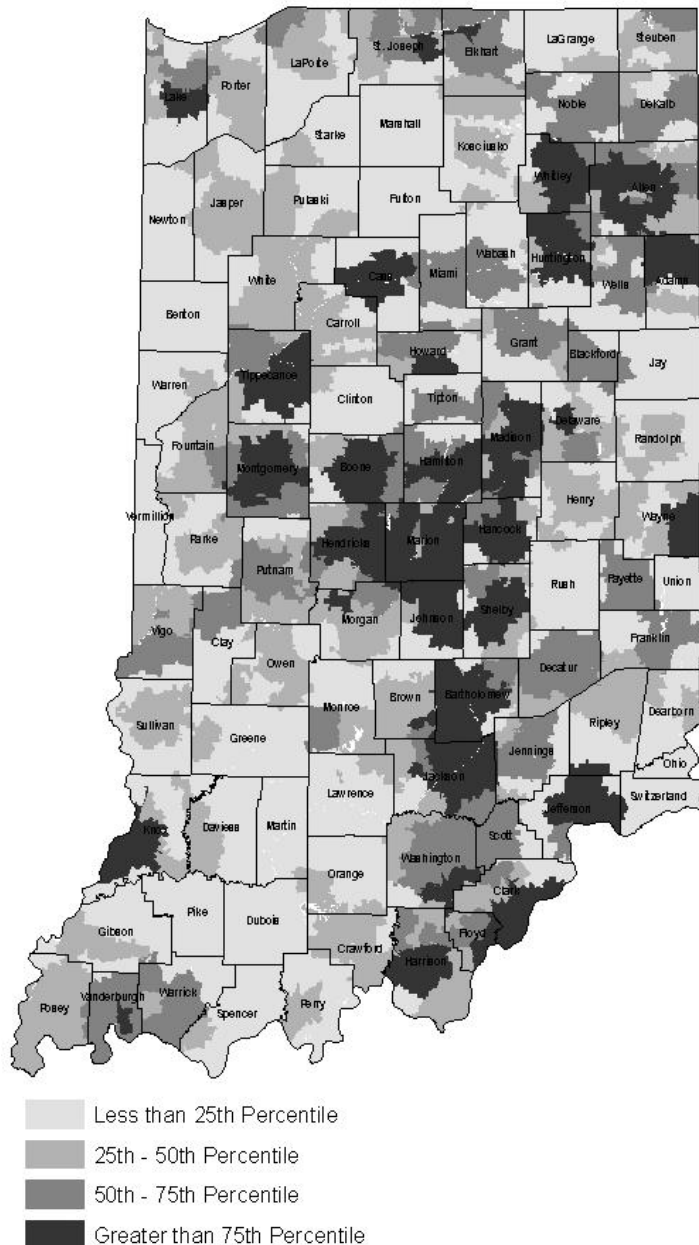 St. Joseph
Elkhart
LaGrange
Steuben
LaPorte
Porter
Lake
Noble
DeKalb
Starke
Marshall
Kosciusko
Whitley
Allen
Newton
Jasper
Pulaski
Fulton
Wabash
Huntington
Miami
Cass
White
Wells
Adams
Benton
Carroll
Howard
Grant
Blackford
Jay
Warren
Tippecanoe
Clinton
Tipton
Madison
Delaware
Randolph
Fountain
Montgomery
Boone
Hamilton
Henry
Wayne
Vermillion
Parke
Hendricks
Marion
Hancock
Putnam
Rush
Fayette
Union
Morgan
Johnson
Shelby
Vigo
Clay
Owen
Franklin
Decatur
Monroe
Brown
Bartholomew
Dearborn
Ripley
Sullivan
Greene
Jennings
Ohio
Jackson
Lawrence
Switzerland
Jefferson
Knox
Daviess
Martin
Scott
Washington
Orange
Clark
Pike
Dubois
Gibson
Floyd
Crawford
Harrison
Posey
Vanderburgh
Warrick
Spencer
Perry
Less than 25th Percentile
25th - 50th Percentile
50th - 75th Percentile
Greater than 75th Percentile